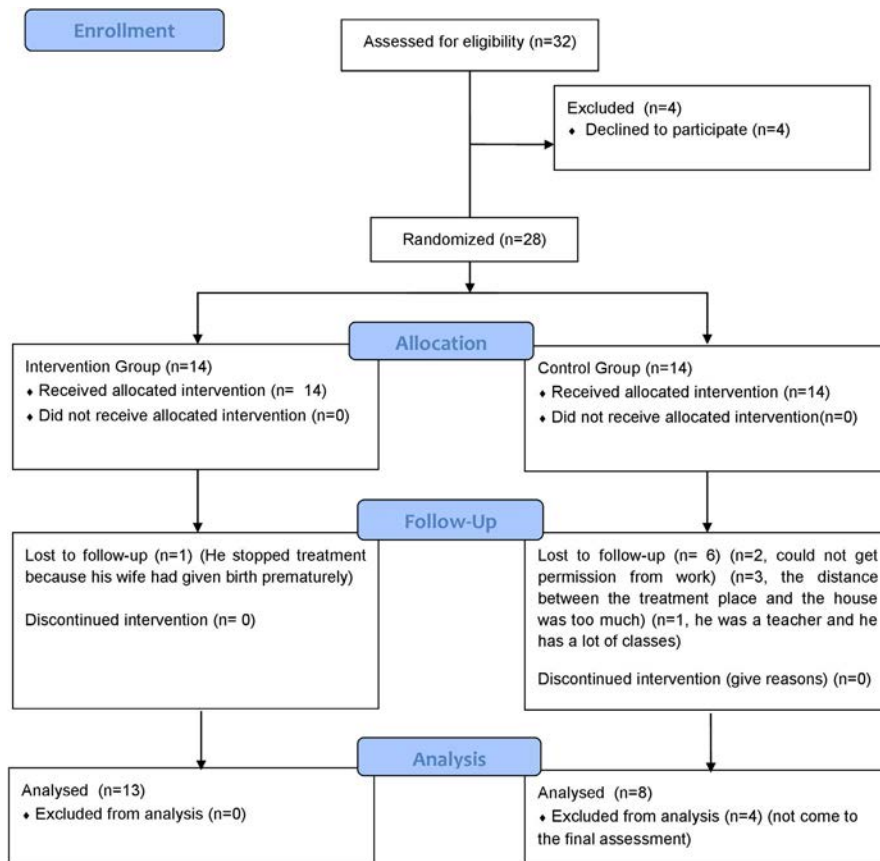 Enrollment
Assessed for eligibility (n=32)
Excluded (n=4)
♦ Declined to participate (n=4)
Randomized (n=28)
Allocation
Intervention Group (n=14)
♦ Received allocated intervention (n= 14)
♦ Did not receive allocated intervention (n=0)
Control Group (n=14)
♦ Received allocated intervention (n=14)
♦ Did not receive allocated intervention(n=0)
Follow-Up
Lost to follow-up (n=1) (He stopped treatment
because his wife had given birth prematurely)
Discontinued intervention (n= 0)
Lost to follow-up (n= 6) (n=2, could not get
permission from work) (n=3, the distance
between the treatment place and the house
was too much) (n=1, he was a teacher and he
has a lot of classes)
Discontinued intervention (give reasons) (n=0)
Analysis
Analysed (n=13)
♦ Excluded from analysis (n=0)
Analysed (n=8)
♦ Excluded from analysis (n=4) (not come to
the final assessment)